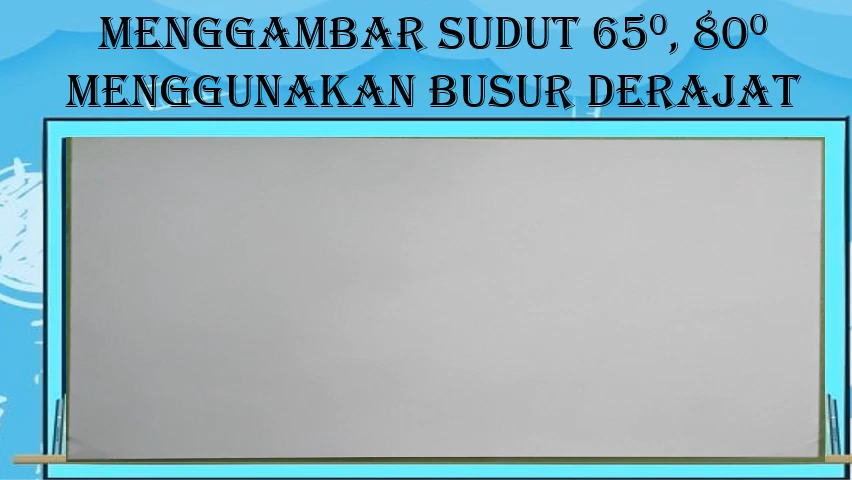 MENGGAMBAR SUDUT 65⁰, 80⁰
MENGGUNAKAN BUSUR DERAJAT